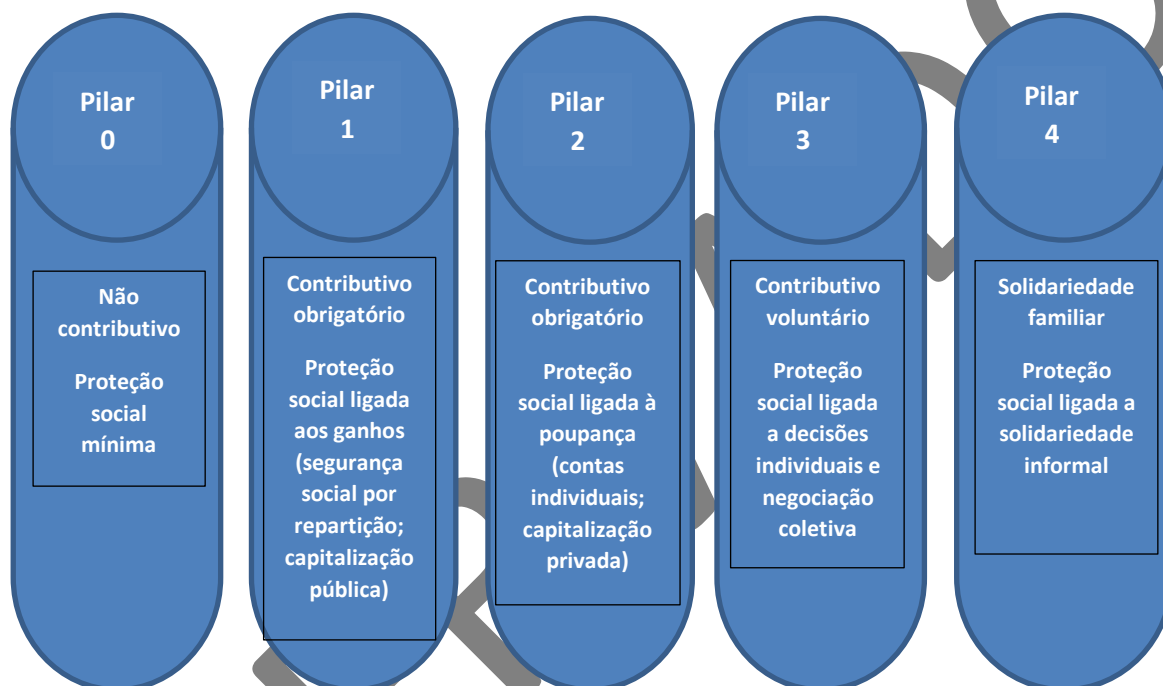 Pilar
0
Não
contributivo
Proteção
social
mínima
Pilar
1
Contributivo
obrigatório
Proteção
social ligada
aos ganhos
(segurança
social por
repartição;
capitalização
pública)
Pilar
2
Contributivo
obrigatório
Proteção
social ligada à
poupança
(contas
individuais;
capitalização
privada)
Pilar
3
Contributivo
voluntário
Proteção
social ligada
a decisões
individuais e
negociação
coletiva
Pilar
4
Solidariedade
familiar
Proteção
social ligada a
solidariedade
informal